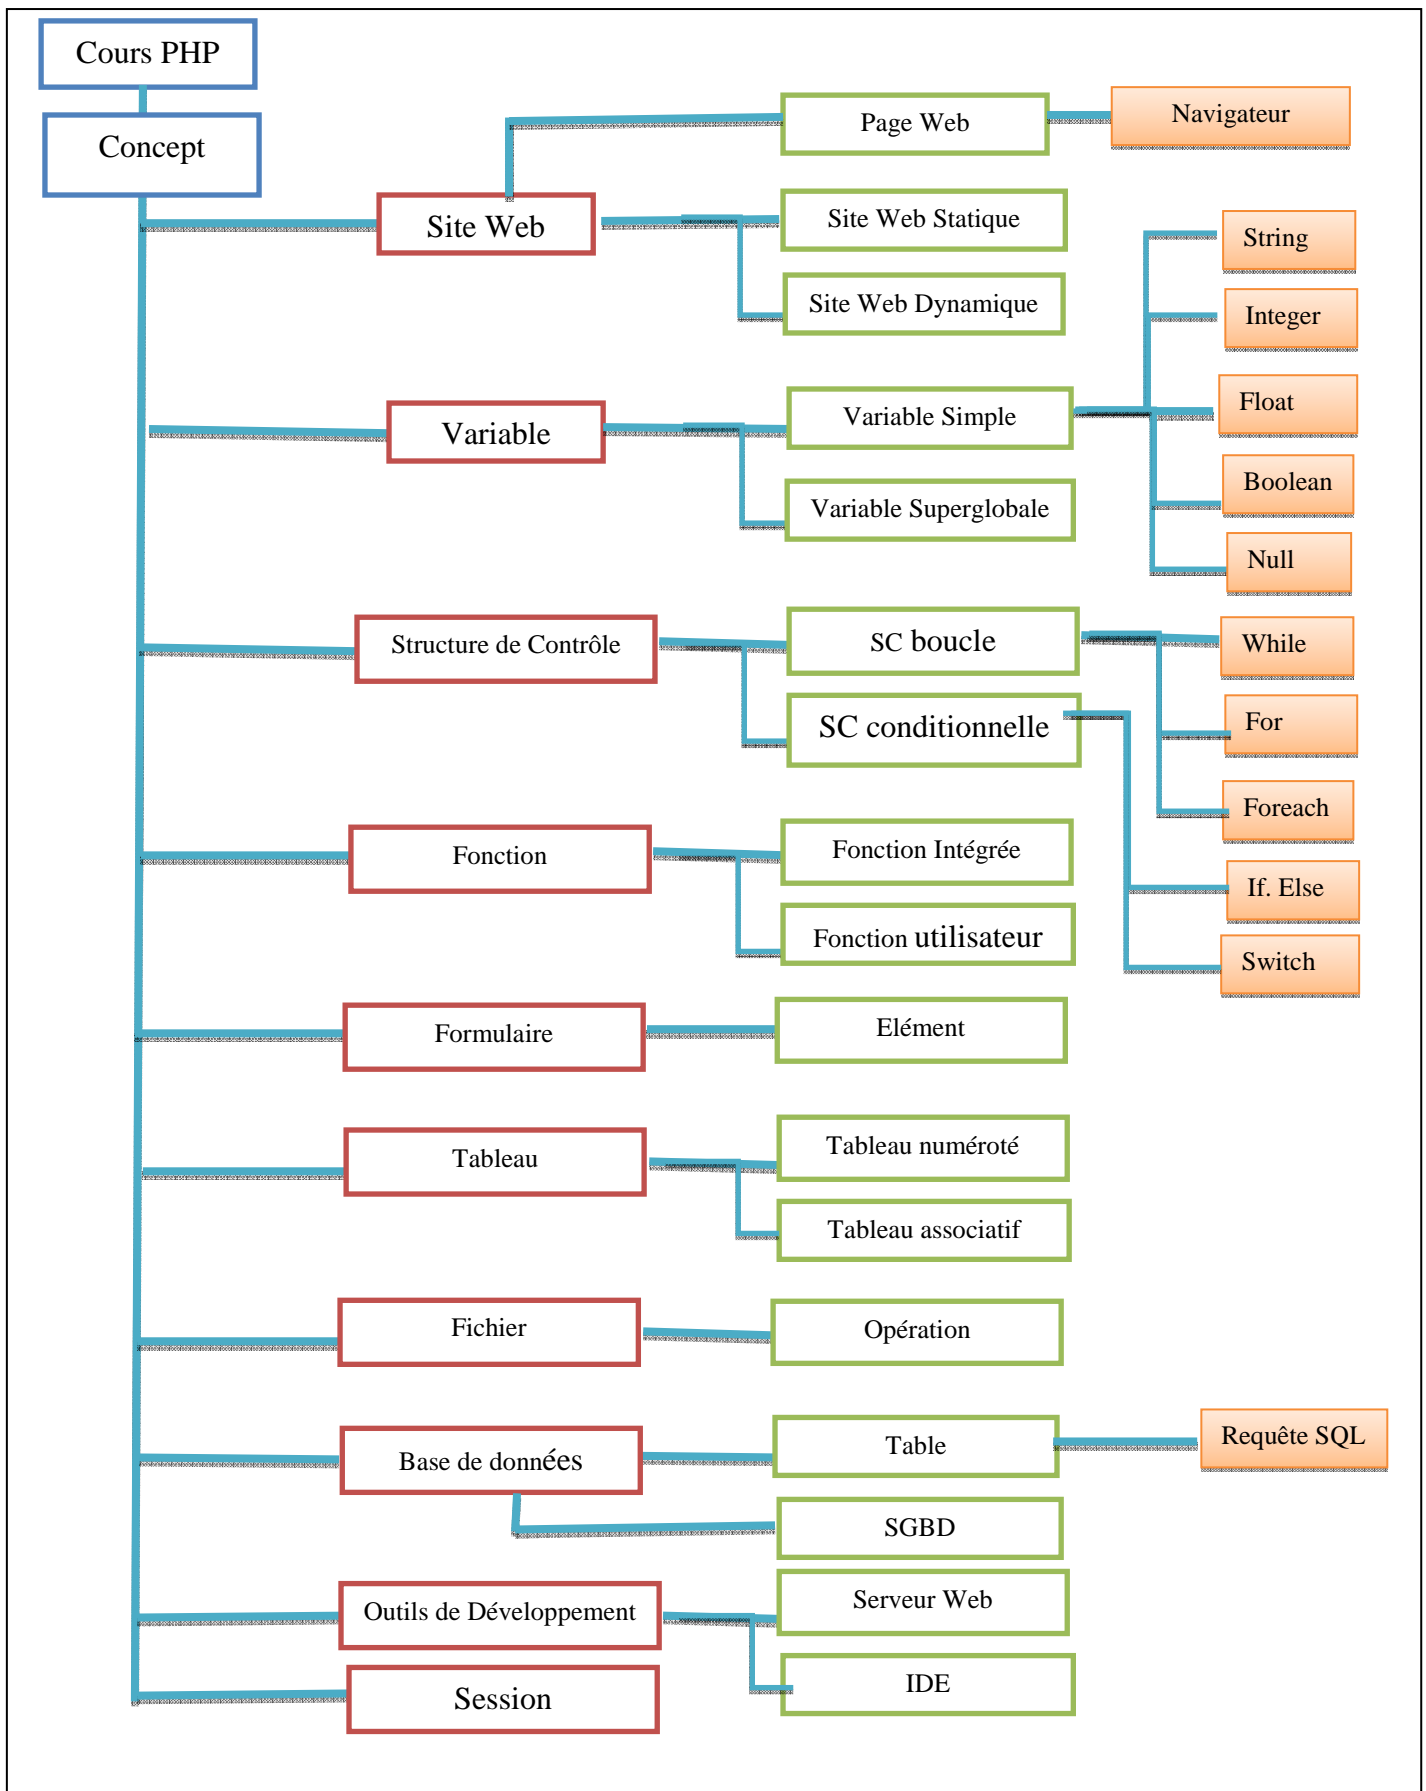 Cours PHP
Concept
Page Web
Navigateur
Site Web
Site Web Statique
Site Web Dynamique
String
Integer
Float
Boolean
Null
Variable
Variable Simple
Variable Superglobale
Structure de Contrôle
SC boucle
SC conditionnelle
While
For
Foreach
If. Else
Switch
Fonction
Fonction Intégrée
Fonction utilisateur
Formulaire
Elément
Tableau
Tableau numéroté
Tableau associatif
Fichier
Opération
Base de données
Table
Requête SQL
SGBD
Outils de Développement
Serveur Web
IDE
Session